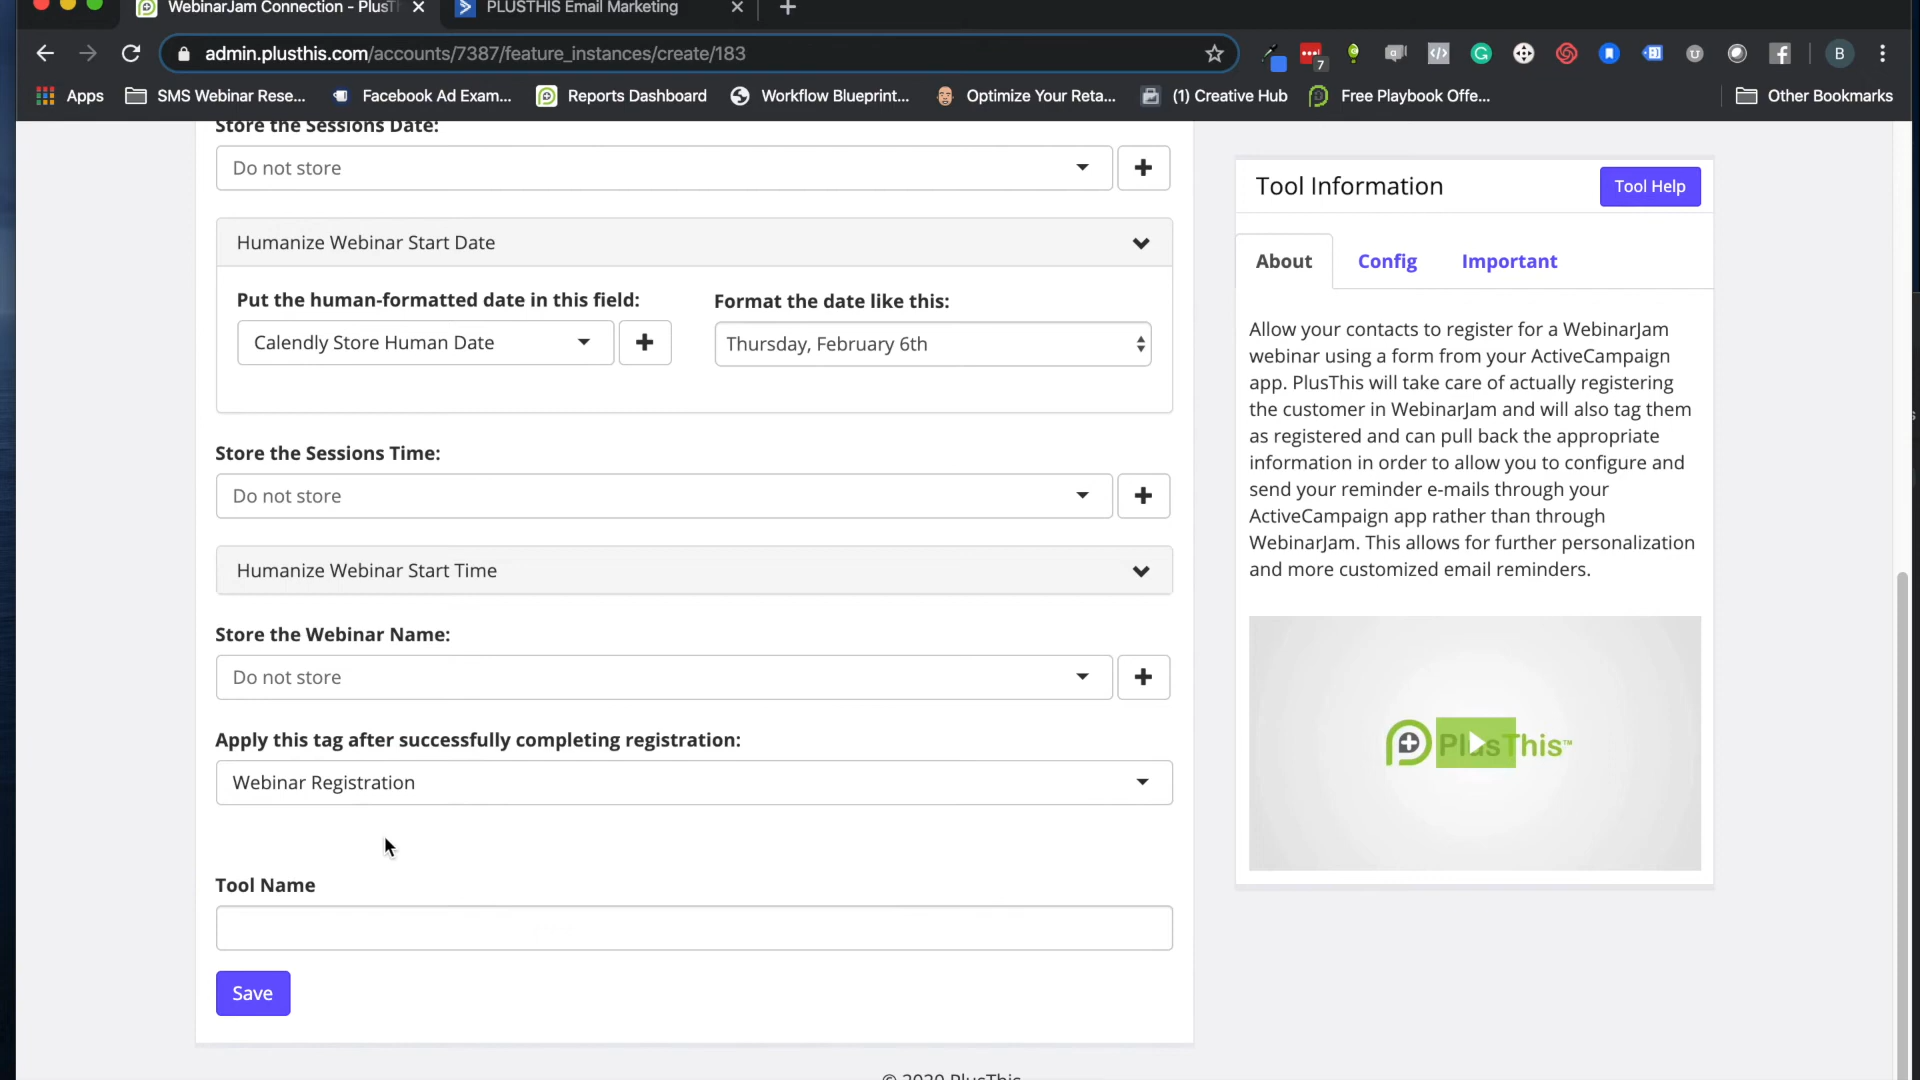 WebinarJam Connection - PlusT
PLUSTHIS Email Marketing
admin.plusthis.com/accounts/7387/feature_instances/create/183
7
B
Apps
SMS Webinar Rese...
Facebook Ad Exam...
Reports Dashboard
Workflow Blueprint...
Optimize Your Reta...
(1) Creative Hub
Free Playbook Offe...
Other Bookmarks
Store the Sessions Date:
Do not store
Humanize Webinar Start Date
Put the human-formatted date in this field:
Format the date like this:
Calendly Store Human Date
Thursday, February 6th
Store the Sessions Time:
Do not store
Humanize Webinar Start Time
Store the Webinar Name:
Do not store
Apply this tag after successfully completing registration:
Webinar Registration
Tool Name
Save
Tool Information
Tool Help
About
Config
Important
Allow your contacts to register for a WebinarJam
webinar using a form from your ActiveCampaign
app. PlusThis will take care of actually registering
the customer in WebinarJam and will also tag them
as registered and can pull back the appropriate
information in order to allow you to configure and
send your reminder e-mails through your
ActiveCampaign app rather than through
WebinarJam. This allows for further personalization
and more customized email reminders.
PlusThis™
© 2020 PlusThis